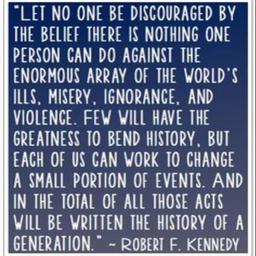 "LET NO ONE BE DISCOURAGED BY
THE BELIEF THERE IS NOTHING ONE
PERSON CAN DO AGAINST THE
ENORMOUS ARRAY OF THE WORLD'S
ILLS, MISERY, IGNORANCE, AND
VIOLENCE. FEW WILL HAVE THE
GREATNESS TO BEND HISTORY, BUT
EACH OF US CAN WORK TO CHANGE
A SMALL PORTION OF EVENTS. AND
IN THE TOTAL OF ALL THOSE ACTS
WILL BE WRITTEN THE HISTORY OF A
GENERATION." ~ ROBERT F. KENNEDY